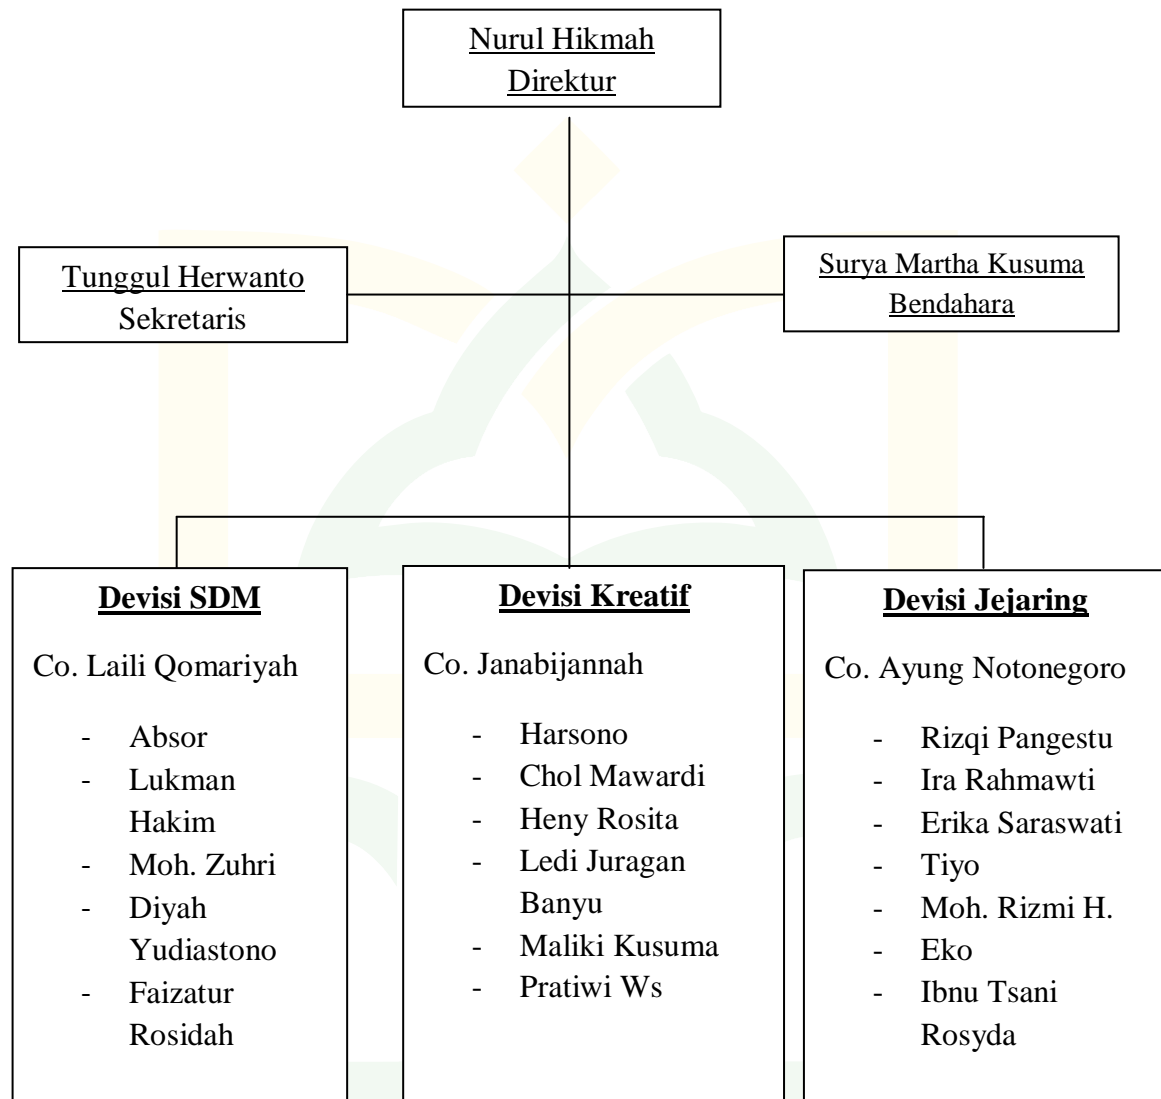 Nurul Hikmah
Direktur
Tunggul Herwanto
Sekretaris
Surya Martha Kusuma
Bendahara
Devisi SDM
Co. Laili Qomariyah
- Absor
- Lukman
Hakim
- Moh. Zuhri
- Diyah
Yudiastono
- Faizatur
Rosidah
Devisi Kreatif
Co. Janabijannah
- Harsono
- Chol Mawardi
- Heny Rosita
- Ledi Juragan
Banyu
- Maliki Kusuma
- Pratiwi Ws
Devisi Jejaring
Co. Ayung Notonegoro
- Rizqi Pangestu
- Ira Rahmawti
- Erika Saraswati
- Tiyo
- Moh. Rizmi H.
- Eko
- Ibnu Tsani
Rosyda